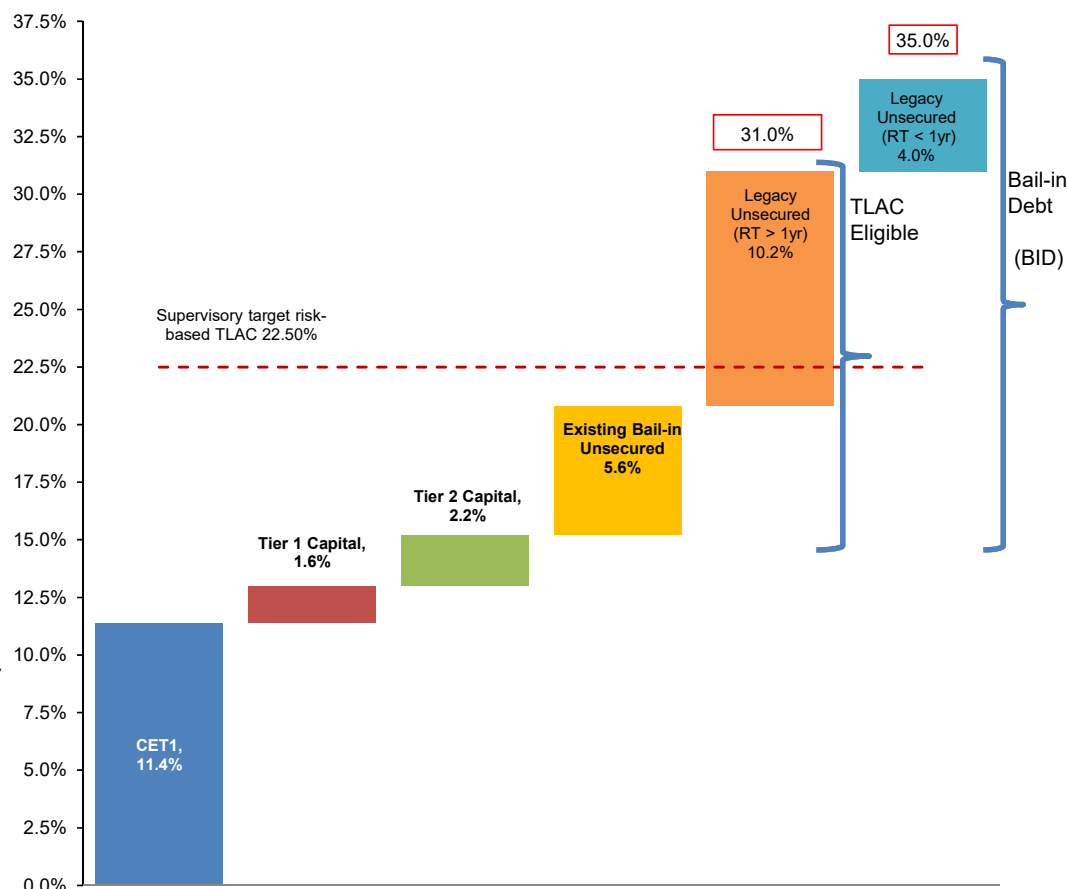 37.5%
35.0%
32.5%
30.0%
27.5%
25.0%
22.5%
20.0%
17.5%
15.0%
12.5%
10.0%
7.5%
5.0%
2.5%
0.0%
Supervisory target risk-
based TLAC 22.50%
CET1,
11.4%
Tier 1 Capital,
1.6%
Tier 2 Capital,
2.2%
Existing Bail-in
Unsecured
5.6%
31.0%
Legacy
Unsecured
(RT > 1yr)
10.2%
TLAC
Eligible
35.0%
Legacy
Unsecured
(RT < 1yr)
4.0%
Bail-in
Debt
(BID)